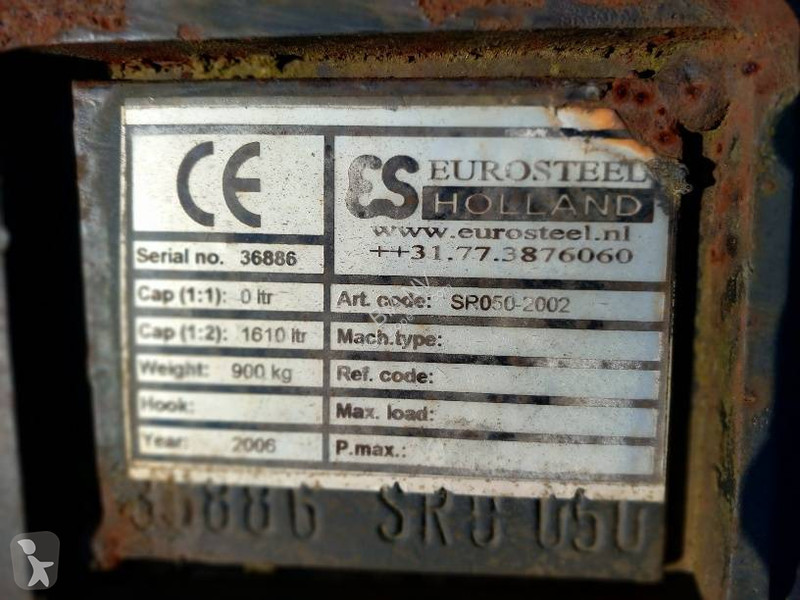 CE
ES EUROSTEEL
HOLLAND
www.eurosteel.nl
++31.77.3876060
Serial no. 36886
Cap (1:1): 0 ltr
Art. code: SR050-2002
Cap (1:2): 1610 ltr
Mach.type:
Weight: 900 kg
Ref. code:
Hook:
Max. load:
Year: 2006
P.max.:
36886 SR0 050